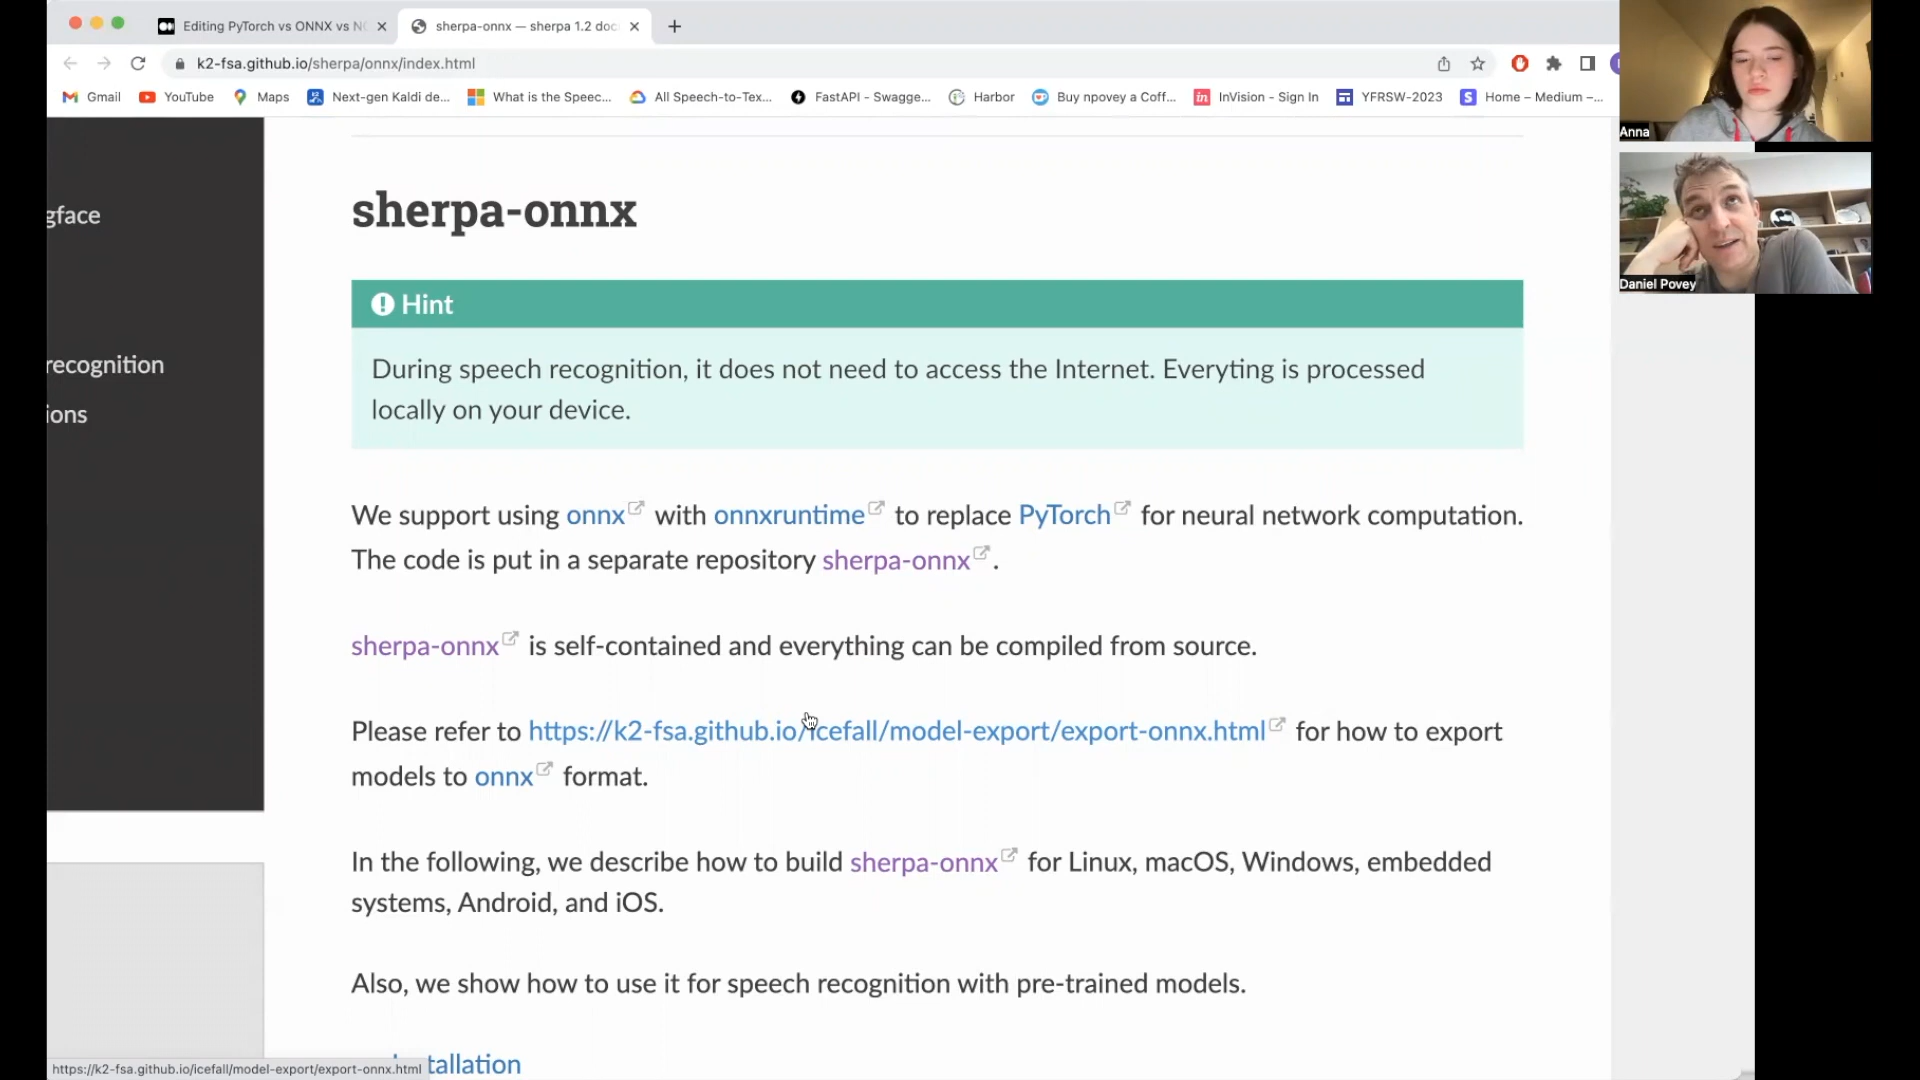 Editing PyTorch vs ONNX vs NC
sherpa-onnx — sherpa 1.2 doc
k2-fsa.github.io/sherpa/onnx/index.html
Gmail YouTube Maps Next-gen Kaldi de... What is the Speec... All Speech-to-Tex... FastAPI - Swagge... Harbor Buy npovey a Coff... InVision - Sign In YFRSW-2023 Home – Medium –...
Anna
Daniel Povey
gface
recognition
ions
sherpa-onnx
Hint
During speech recognition, it does not need to access the Internet. Everyting is processed
locally on your device.
We support using onnx with onnxruntime to replace PyTorch for neural network computation.
The code is put in a separate repository sherpa-onnx .
sherpa-onnx is self-contained and everything can be compiled from source.
Please refer to https://k2-fsa.github.io/icefall/model-export/export-onnx.html for how to export
models to onnx format.
In the following, we describe how to build sherpa-onnx for Linux, macOS, Windows, embedded
systems, Android, and iOS.
Also, we show how to use it for speech recognition with pre-trained models.
tallation
https://k2-fsa.github.io/icefall/model-export/export-onnx.html